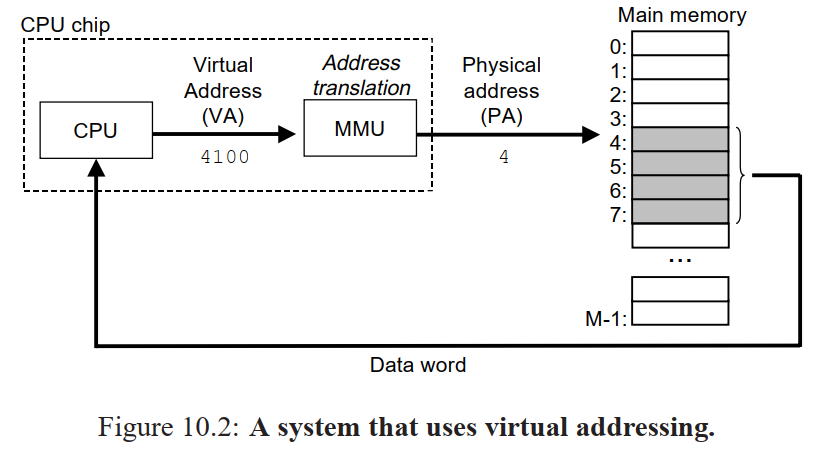 CPU chip
Main memory
Virtual
Address
(VA)
Address
translation
Physical
address
(PA)
CPU
MMU
4100
4
0:
1:
2:
3:
4:
5:
6:
7:
...
M-1:
Data word
Figure 10.2: A system that uses virtual addressing.